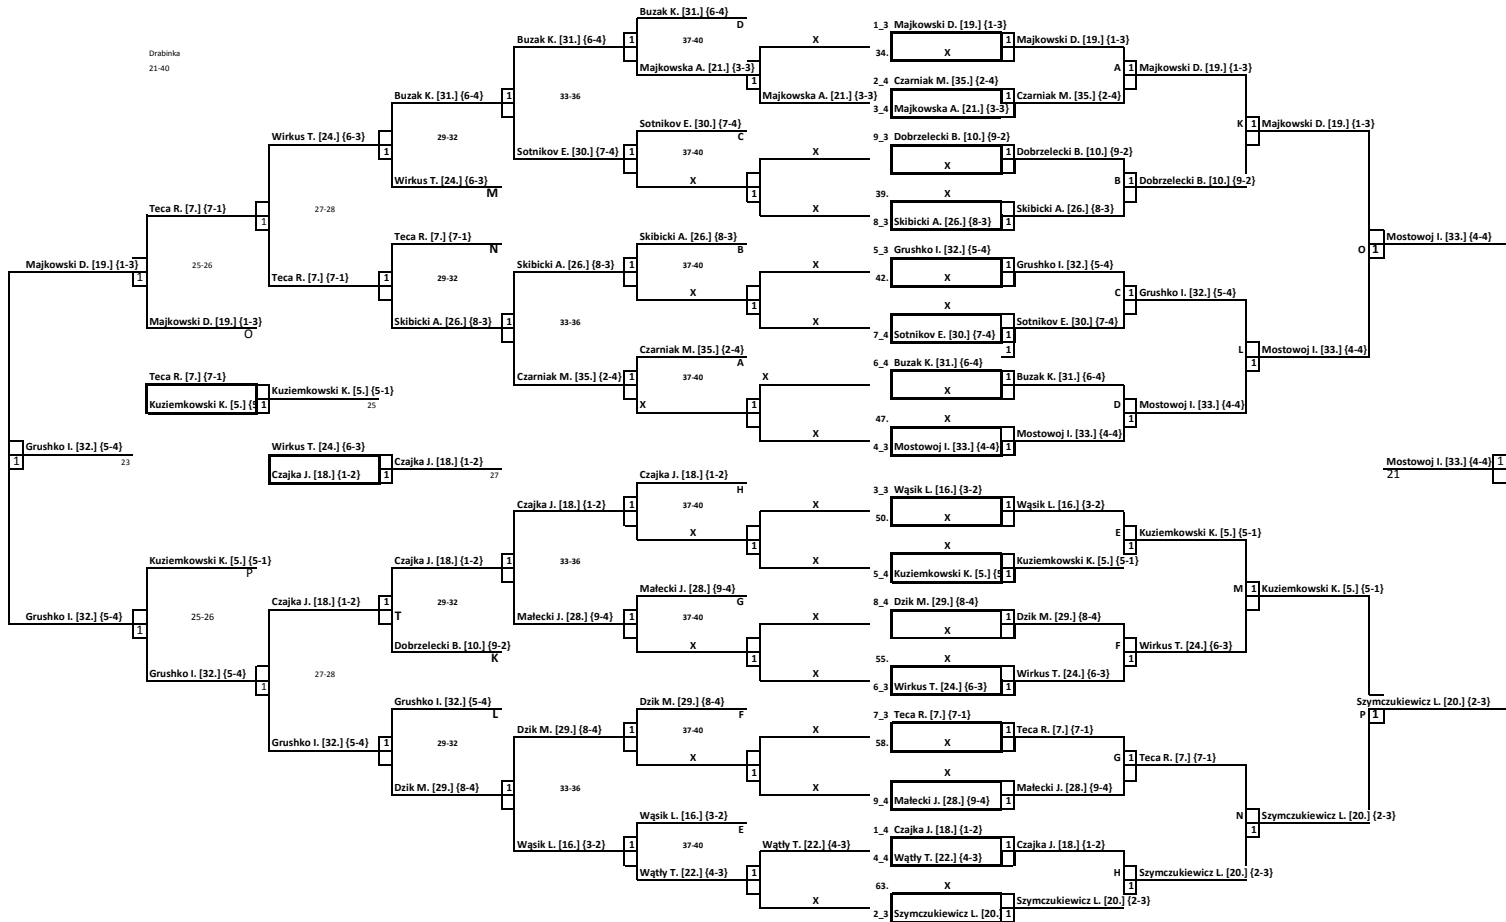 Buzak K. [31.] {6-4}
D
1_3 Majkowski D. [19.] {1-3}
1
Buzak K. [31.] {6-4} 1 37-40 X 1 Majkowski D. [19.] {1-3}
Drabinka 34. X
21-40 Majkowska A. [21.] {3-3} A 1 Majkowski D. [19.] {1-3}
1 2_4 Czarniak M. [35.] {2-4}
Buzak K. [31.] {6-4} 1 33-36 Majkowska A. [21.] {3-3} 1 Czarniak M. [35.] {2-4}
3_4 Majkowska A. [21.] {3-3}
Sotnikov E. [30.] {7-4} K 1 Majkowski D. [19.] {1-3}
Wirkus T. [24.] {6-3} 29-32 C 9_3 Dobrzelecki B. [10.] {9-2}
1 Sotnikov E. [30.] {7-4} 1 37-40 X 1 Dobrzelecki B. [10.] {9-2}
X
Wirkus T. [24.] {6-3} X B 1 Dobrzelecki B. [10.] {9-2}
M 1 39. X
Teca R. [7.] {7-1} 27-28 X Skibicki A. [26.] {8-3}
1 8_3 Skibicki A. [26.] {8-3} 1
Teca R. [7.] {7-1} Skibicki A. [26.] {8-3} Mostowoj I. [33.] {4-4}
N B 5_3 Grushko I. [32.] {5-4} O 1
Majkowski D. [19.] {1-3} 25-26 Skibicki A. [26.] {8-3} 1 37-40 X 1 Grushko I. [32.] {5-4}
1 Teca R. [7.] {7-1} 1 29-32 42.
X C 1 Grushko I. [32.] {5-4}
1 X
Majkowski D. [19.] {1-3} Skibicki A. [26.] {8-3} 1 33-36 X Sotnikov E. [30.] {7-4}
O 7_4 Sotnikov E. [30.] {7-4} 1
1
Czarniak M. [35.] {2-4} L Mostowoj I. [33.] {4-4}
A 6_4 Buzak K. [31.] {6-4} 1
Teca R. [7.] {7-1} Czarniak M. [35.] {2-4} 1 37-40 X 1 Buzak K. [31.] {6-4}
Kuziemkowski K. [5.] {5-1} X
Kuziemkowski K. [5.] {5 1 25 X D Mostowoj I. [33.] {4-4}
1 47. X 1
X Mostowoj I. [33.] {4-4}
Grushko I. [32.] {5-4} Wirkus T. [24.] {6-3} 4_3 Mostowoj I. [33.] {4-4} 1
1 23 Czajka J. [18.] {1-2} Mostowoj I. [33.] {4-4} 1
Czajka J. [18.] {1-2} 1 27 Czajka J. [18.] {1-2} 21
H 3_3 Wąsik L. [16.] {3-2}
Czajka J. [18.] {1-2} 1 37-40 X 1 Wąsik L. [16.] {3-2}
50. X
X E Kuziemkowski K. [5.] {5-1}
1 X 1
Kuziemkowski K. [5.] {5-1} Czajka J. [18.] {1-2} 1 33-36 X Kuziemkowski K. [5.] {5-1}
P 5_4 Kuziemkowski K. [5.] {5 1
Małecki J. [28.] {9-4} M 1 Kuziemkowski K. [5.] {5-1}
Czajka J. [18.] {1-2} 1 29-32 G 8_4 Dzik M. [29.] {8-4}
Grushko I. [32.] {5-4} 25-26 T Małecki J. [28.] {9-4} 1 37-40 X 1 Dzik M. [29.] {8-4}
1 X
Dobrzelecki B. [10.] {9-2} X F Wirkus T. [24.] {6-3}
K 1 55. X 1
Grushko I. [32.] {5-4} 27-28 X Wirkus T. [24.] {6-3}
1 6_3 Wirkus T. [24.] {6-3} 1
Grushko I. [32.] {5-4} Dzik M. [29.] {8-4} Szymczukiewicz L. [20.] {2-3}
L F 7_3 Teca R. [7.] {7-1} P 1
Dzik M. [29.] {8-4} 1 37-40 X 1 Teca R. [7.] {7-1}
Grushko I. [32.] {5-4} 1 29-32 58. X
X G 1 Teca R. [7.] {7-1}
1 X
Dzik M. [29.] {8-4} 1 33-36 X Małecki J. [28.] {9-4}
9_4 Małecki J. [28.] {9-4} 1
Wąsik L. [16.] {3-2} N Szymczukiewicz L. [20.] {2-3}
E 1_4 Czajka J. [18.] {1-2} 1
Wąsik L. [16.] {3-2} 1 37-40 Wątły T. [22.] {4-3} 1 Czajka J. [18.] {1-2}
4_4 Wątły T. [22.] {4-3}
Wątły T. [22.] {4-3} 1 H Szymczukiewicz L. [20.] {2-3}
63. X 1
X Szymczukiewicz L. [20.] {2-3}
2_3 Szymczukiewicz L. [20. 1